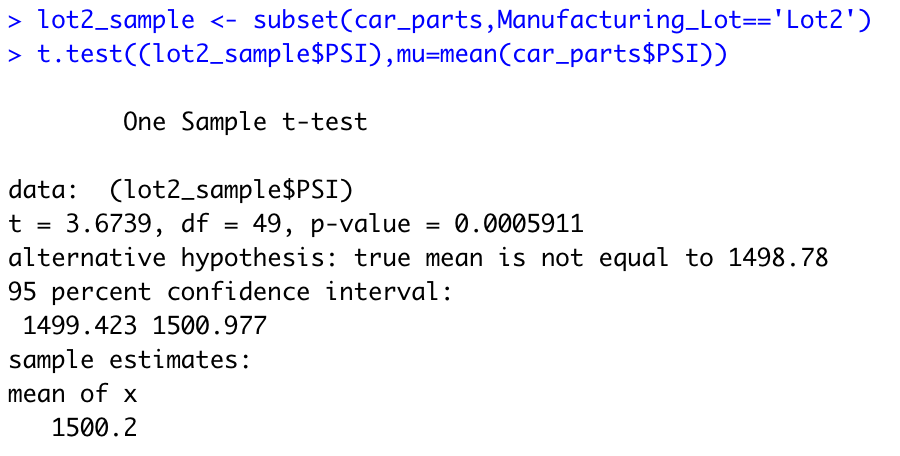 > lot2_sample <- subset(car_parts,Manufacturing_Lot=='Lot2')
> t.test((lot2_sample$PSI),mu=mean(car_parts$PSI))
One Sample t-test
data:  (lot2_sample$PSI)
t = 3.6739, df = 49, p-value = 0.0005911
alternative hypothesis: true mean is not equal to 1498.78
95 percent confidence interval:
1499.423 1500.977
sample estimates:
mean of x
1500.2